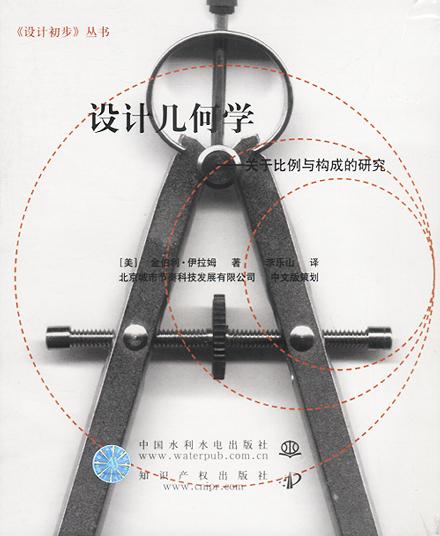 《设计初步》丛书
设计几何学
关于比例与构成的研究
[美] 金伯利·伊拉姆 著 李乐山 译
北京城市节奏科技发展有限公司 中文版策划
中国水利水电出版社
www.waterpub.com.cn
知识产权出版社
www.cnipr.com